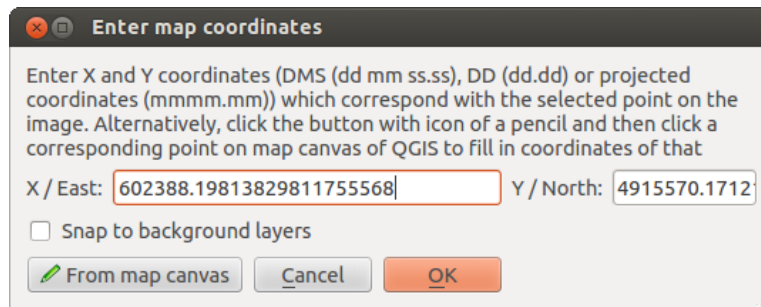 Enter map coordinates
Enter X and Y coordinates (DMS (dd mm ss.ss), DD (dd.dd) or projected
coordinates (mmmm.mm)) which correspond with the selected point on the
image. Alternatively, click the button with icon of a pencil and then click a
corresponding point on map canvas of QGIS to fill in coordinates of that
X / East: 602388.19813829811755568 Y / North: 4915570.1712
Snap to background layers
From map canvas Cancel OK